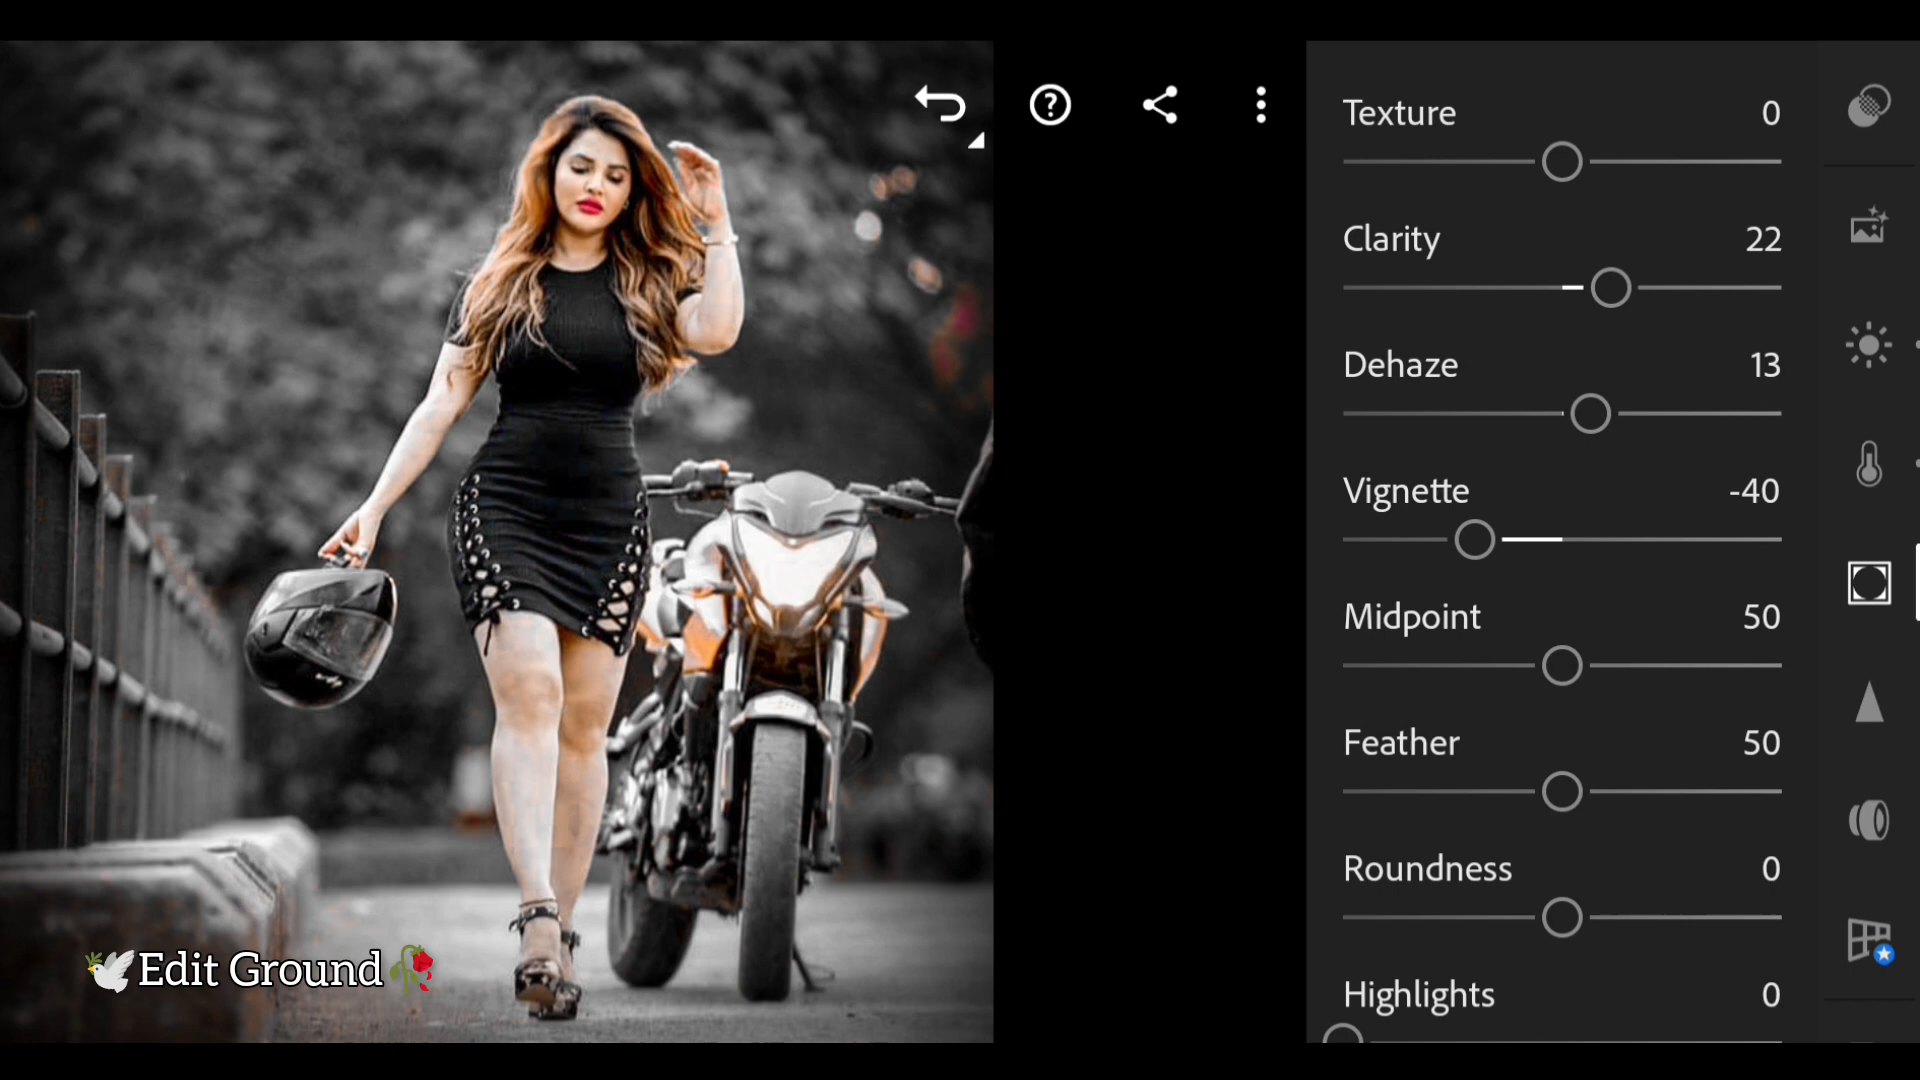 Texture 0
Clarity 22
Dehaze 13
Vignette -40
Midpoint 50
Feather 50
Roundness 0
Highlights 0
🕊️Edit Ground🥀